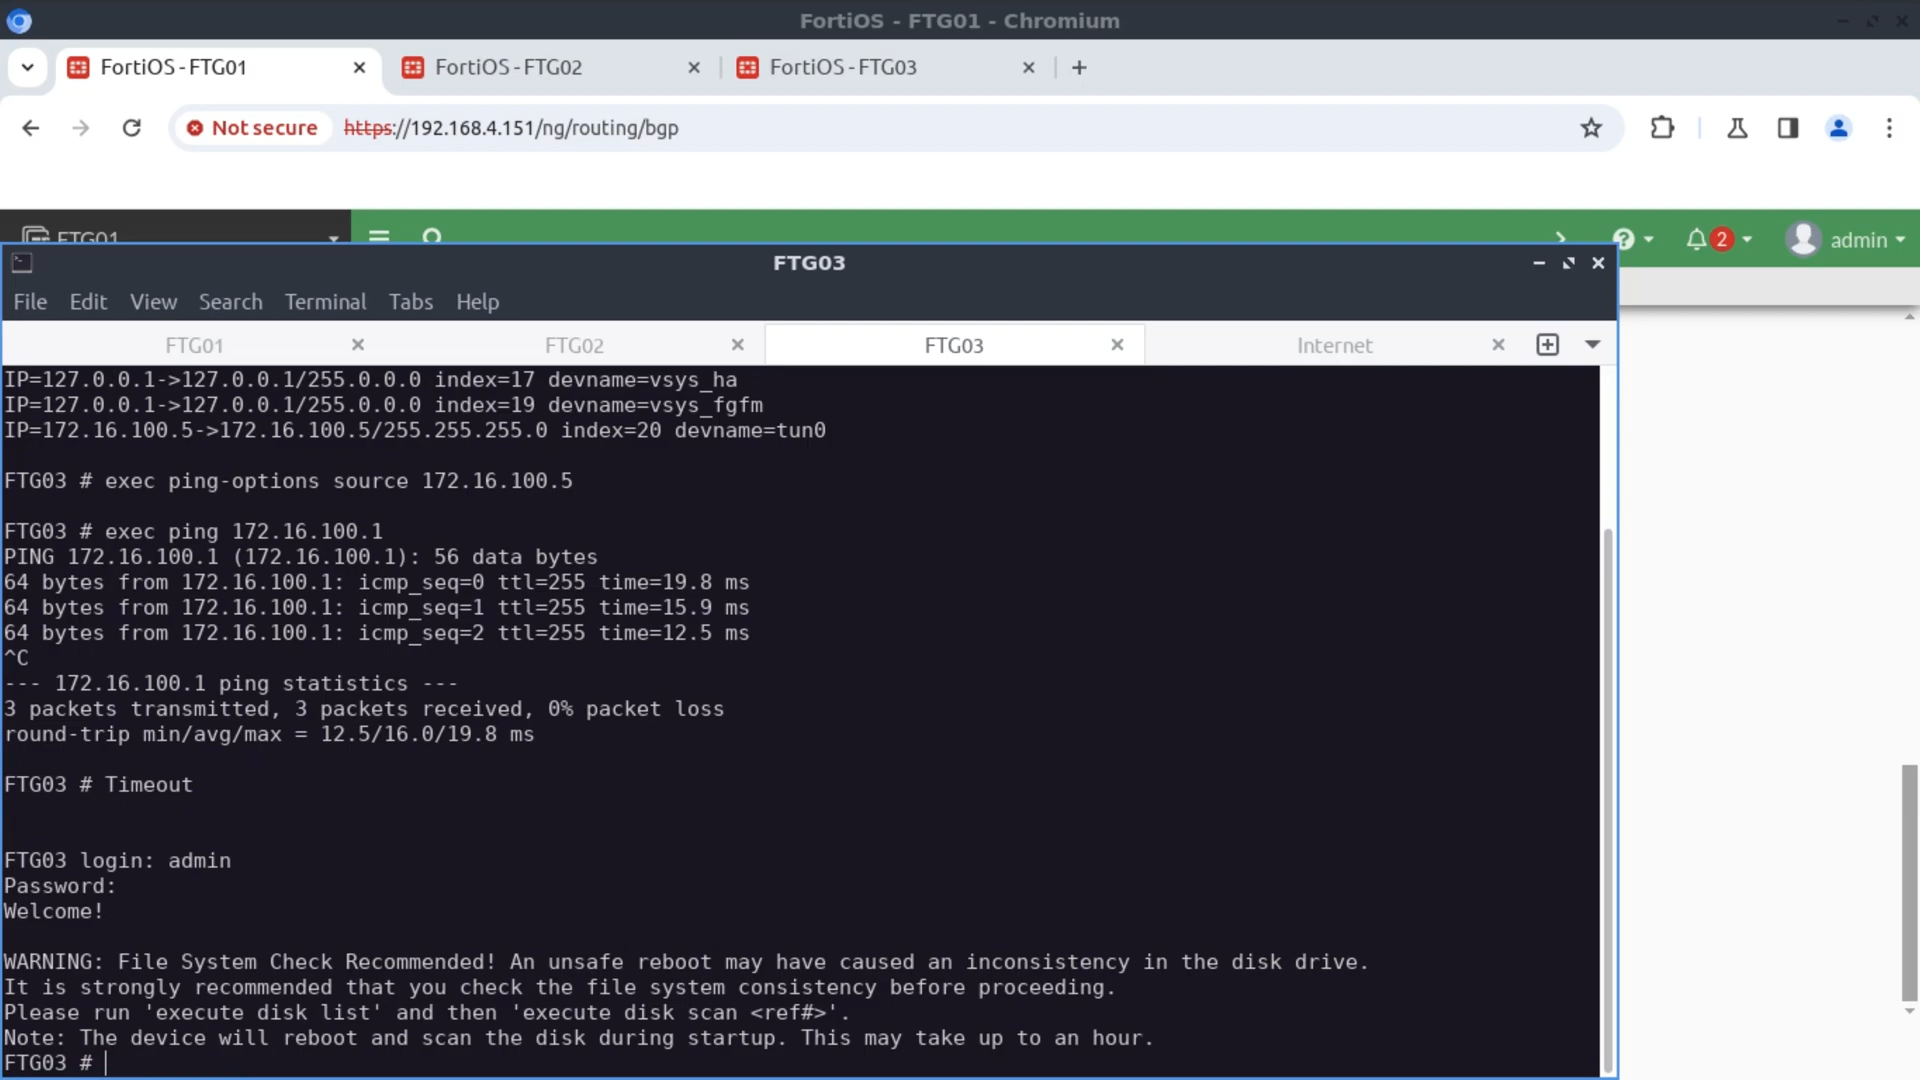 FortiOS - FTG01 - Chromium
FortiOS - FTG01
FortiOS - FTG02
FortiOS - FTG03
Not secure
https://192.168.4.151/ng/routing/bgp
FTG01
2
admin
FTG03
File Edit View Search Terminal Tabs Help
FTG01
FTG02
FTG03
Internet
IP=127.0.0.1->127.0.0.1/255.0.0.0 index=17 devname=vsys_ha
IP=127.0.0.1->127.0.0.1/255.0.0.0 index=19 devname=vsys_fgfm
IP=172.16.100.5->172.16.100.5/255.255.255.0 index=20 devname=tun0
FTG03 # exec ping-options source 172.16.100.5
FTG03 # exec ping 172.16.100.1
PING 172.16.100.1 (172.16.100.1): 56 data bytes
64 bytes from 172.16.100.1: icmp_seq=0 ttl=255 time=19.8 ms
64 bytes from 172.16.100.1: icmp_seq=1 ttl=255 time=15.9 ms
64 bytes from 172.16.100.1: icmp_seq=2 ttl=255 time=12.5 ms
^C
--- 172.16.100.1 ping statistics ---
3 packets transmitted, 3 packets received, 0% packet loss
round-trip min/avg/max = 12.5/16.0/19.8 ms
FTG03 # Timeout
FTG03 login: admin
Password:
Welcome!
WARNING: File System Check Recommended! An unsafe reboot may have caused an inconsistency in the disk drive.
It is strongly recommended that you check the file system consistency before proceeding.
Please run 'execute disk list' and then 'execute disk scan <ref#>'.
Note: The device will reboot and scan the disk during startup. This may take up to an hour.
FTG03 #